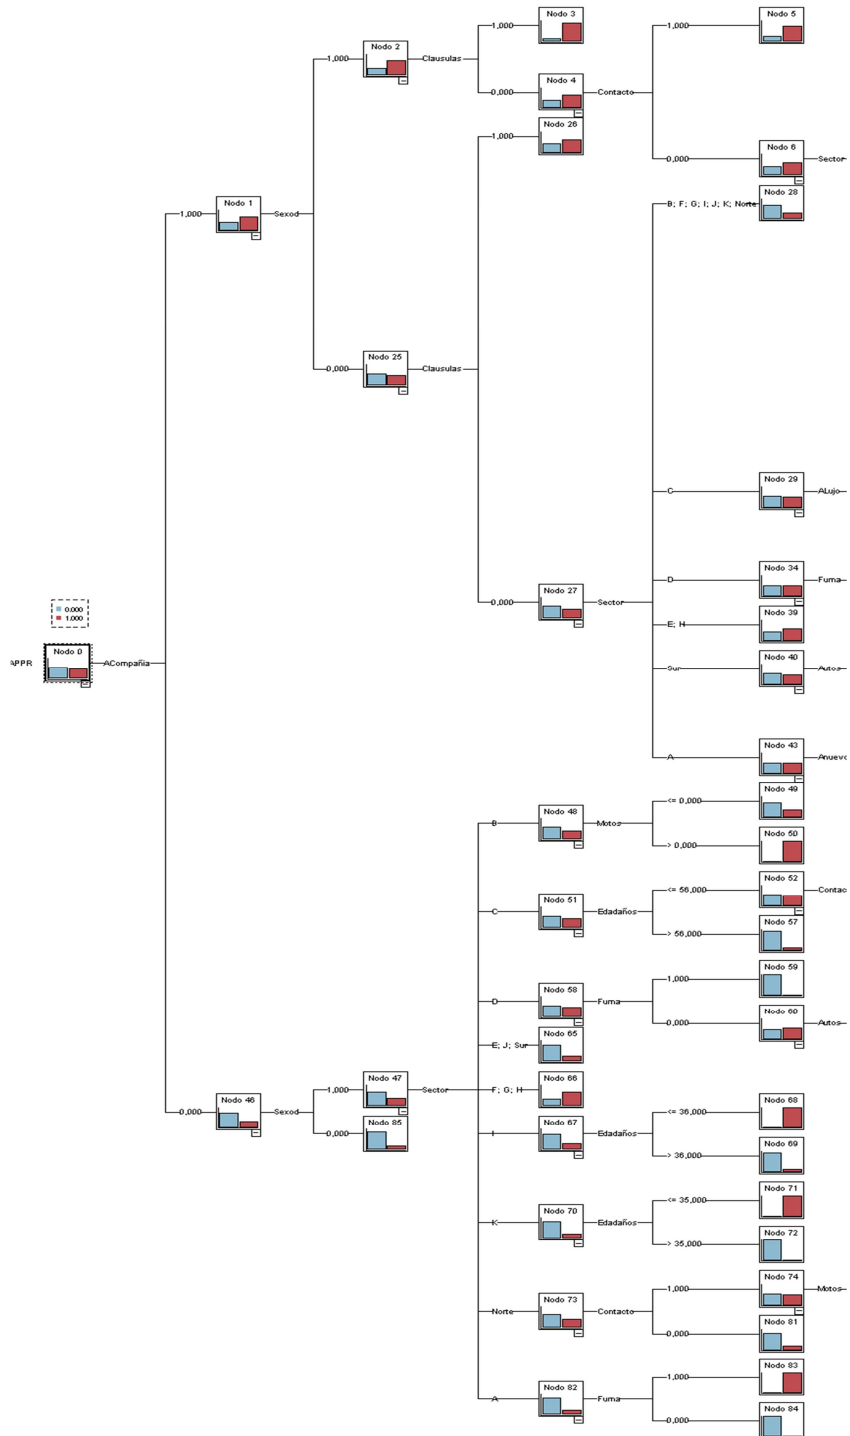 Nodo 3
Nodo 5
1,000
1,000
Nodo 2
1,000
Clausulas
Nodo 4
0,000
Contacto
Nodo 26
1,000
Nodo 6
0,000
Sector
Nodo 28
B; F; G; I; J; K; Norte
Nodo 1
1,000
Sexod
Nodo 25
0,000
Clausulas
Nodo 29
C
ALujo
Nodo 34
D
Fuma
Nodo 27
0,000
Sector
0,000
1,000
Nodo 39
E; H
Nodo 0
APPR
ACompañia
Nodo 40
Sur
Autos
Nodo 43
A
Anuevo
Nodo 49
<= 0,000
Nodo 48
B
Motos
Nodo 50
> 0,000
Nodo 52
<= 56,000
Contac
Nodo 51
C
Edadaños
Nodo 57
> 56,000
Nodo 59
1,000
Nodo 58
D
Fuma
Nodo 60
0,000
Autos
Nodo 65
E; J; Sur
Nodo 47
1,000
Sector
Nodo 66
F; G; H
Nodo 46
0,000
Sexod
Nodo 85
0,000
Nodo 68
<= 36,000
Nodo 67
I
Edadaños
Nodo 69
> 36,000
Nodo 71
<= 35,000
Nodo 70
K
Edadaños
Nodo 72
> 35,000
Nodo 74
1,000
Motos
Nodo 73
Norte
Contacto
Nodo 81
0,000
Nodo 83
1,000
Nodo 82
A
Fuma
Nodo 84
0,000